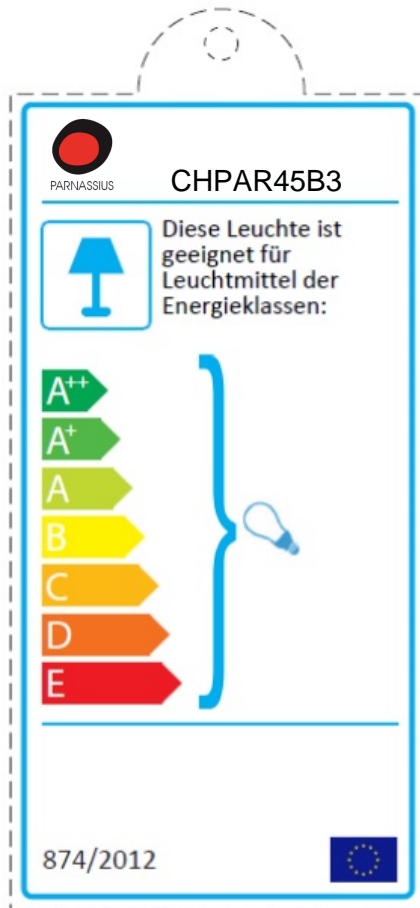 PARNASSIUS
CHPAR45B3
Diese Leuchte ist
geeignet für
Leuchtmittel der
Energieklassen:
A++
A+
A
B
C
D
E
874/2012